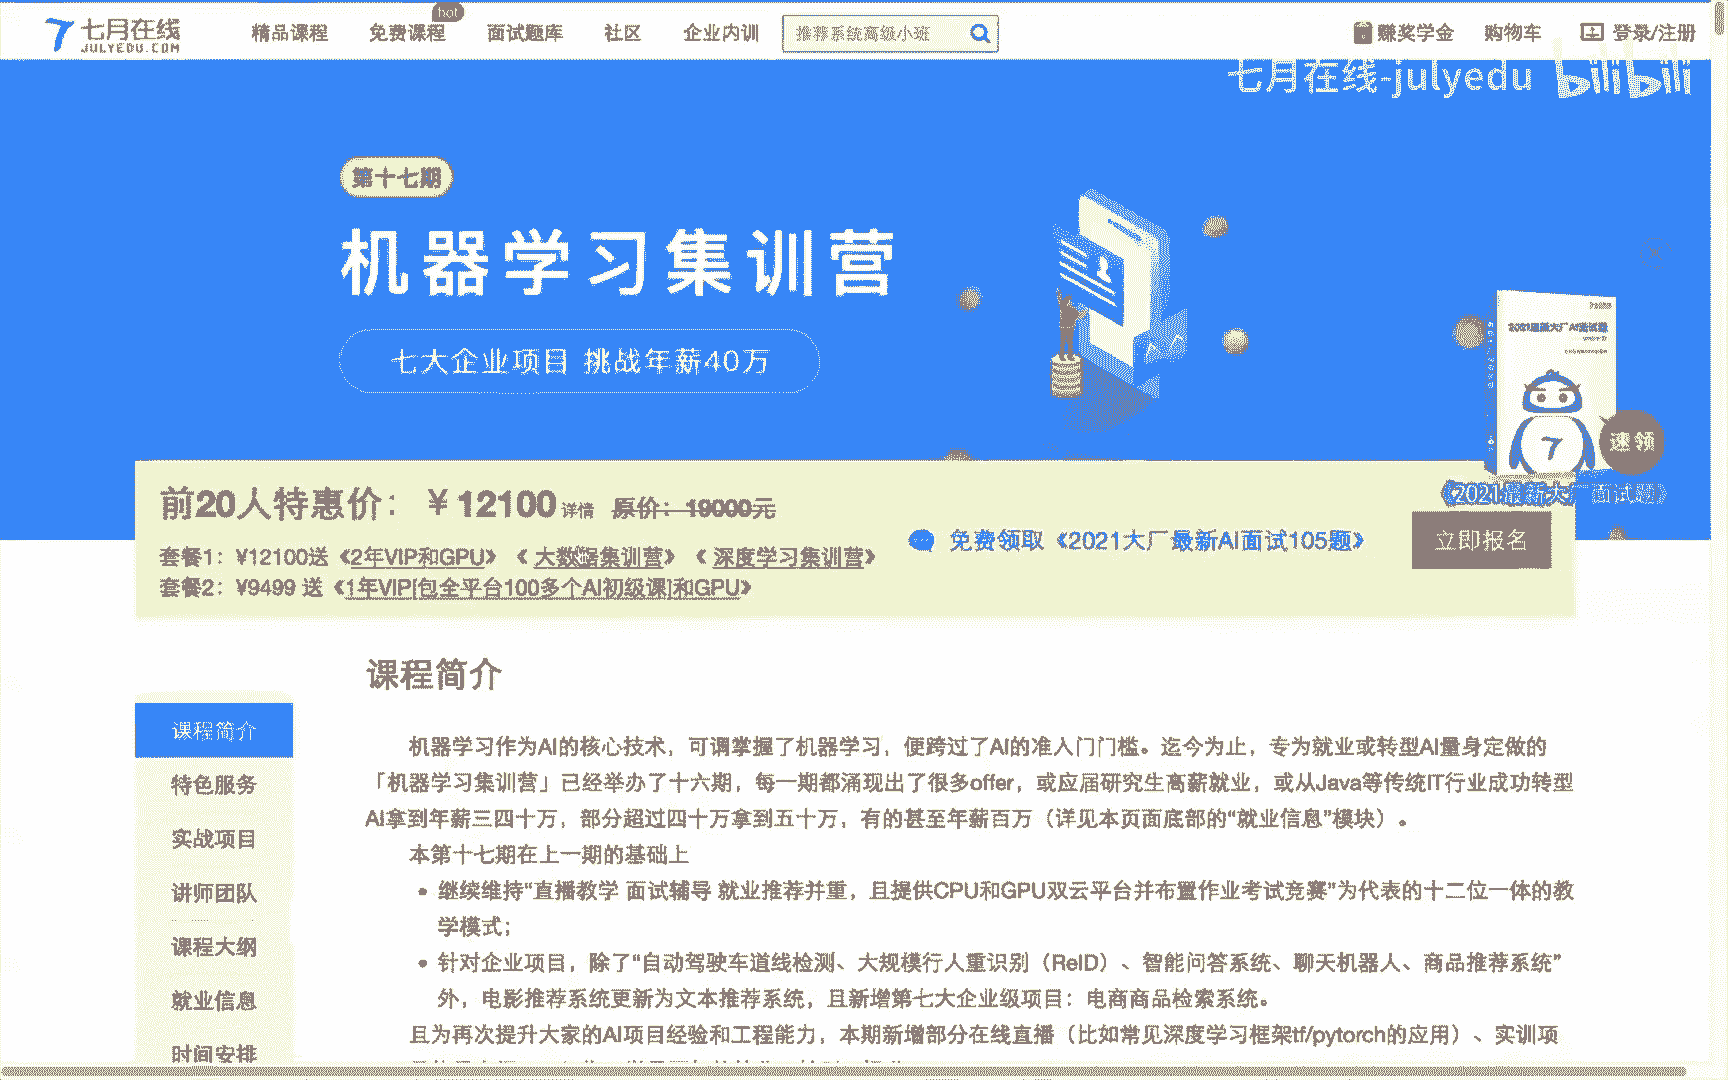 七月在线
JULYEDU.COM
精品课程
免费课程
hot
面试题库
社区
企业内训
推荐系统高级小班
赚奖学金
购物车
登录/注册
七月在线-julyedu bilibili
第十七期
机器学习集训营
七大企业项目 挑战年薪40万
2021最新大厂AI面试题
7
速领
《2021最新大厂面试题》
前20人特惠价：￥12100 详情 原价：19000元
套餐1：¥12100送《2年VIP和GPU》《大数据集训营》《深度学习集训营》
套餐2：¥9499 送《1年VIP[包全平台100多个AI初级课]和GPU》
免费领取《2021大厂最新AI面试105题》
立即报名
课程简介
特色服务
实战项目
讲师团队
课程大纲
就业信息
时间安排
课程简介
机器学习作为AI的核心技术，可谓掌握了机器学习，便跨过了AI的准入门门槛。迄今为止，专为就业或转型AI量身定做的
「机器学习集训营」已经举办了十六期，每一期都涌现出了很多offer，或应届研究生高薪就业，或从Java等传统IT行业成功转型
AI拿到年薪三四十万，部分超过四十万拿到五十万，有的甚至年薪百万（详见本页面底部的“就业信息”模块）。
本第十七期在上一期的基础上
• 继续维持“直播教学 面试辅导 就业推荐并重，且提供CPU和GPU双云平台并布置作业考试竞赛”为代表的十二位一体的教
学模式；
• 针对企业项目，除了“自动驾驶车道线检测、大规模行人重识别（ReID）、智能问答系统、聊天机器人、商品推荐系统”
外，电影推荐系统更新为文本推荐系统，且新增第七大企业级项目：电商商品检索系统。
且为再次提升大家的AI项目经验和工程能力，本期新增部分在线直播（比如常见深度学习框架tf/pytorch的应用）、实训项